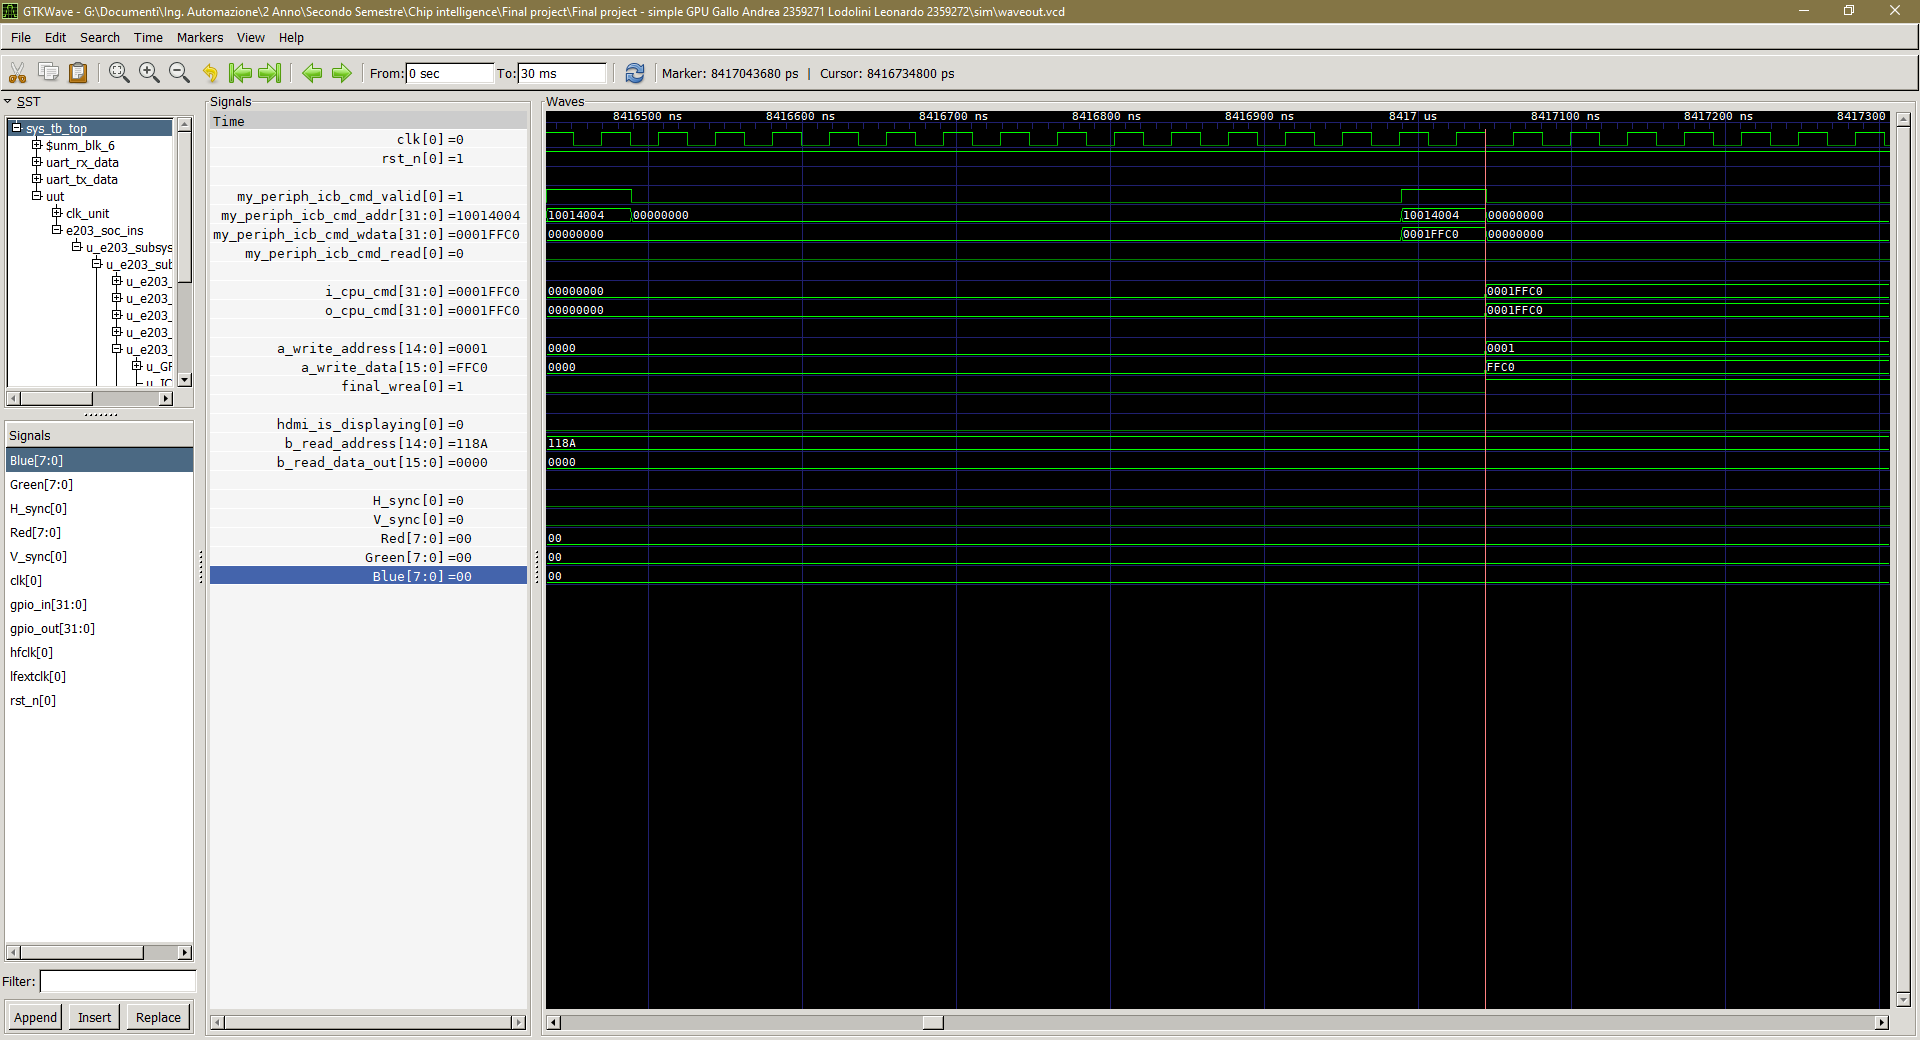 GTKWave - G:\Documenti\Ing. Automazione\2 Anno\Secondo Semestre\Chip intelligence\Final project\Final project - simple GPU Gallo Andrea 2359271 Lodolini Leonardo 2359272\sim\waveout.vcd
File Edit Search Time Markers View Help
From: 0 sec To: 30 ms Marker: 8417043680 ps | Cursor: 8416734800 ps
SST
sys_tb_top
$unm_blk_6
uart_rx_data
uart_tx_data
uut
clk_unit
e203_soc_ins
u_e203_subsys
u_e203_sub
u_e203_
u_e203_
u_e203_
u_e203_
u_e203_
u_GF
u_IC
Signals
Blue[7:0]
Green[7:0]
H_sync[0]
Red[7:0]
V_sync[0]
clk[0]
gpio_in[31:0]
gpio_out[31:0]
hfclk[0]
lfextclk[0]
rst_n[0]
Filter:
Append Insert Replace
Signals
Time
clk[0] =0
rst_n[0] =1
my_periph_icb_cmd_valid[0] =1
my_periph_icb_cmd_addr[31:0] =10014004
my_periph_icb_cmd_wdata[31:0] =0001FFC0
my_periph_icb_cmd_read[0] =0
i_cpu_cmd[31:0] =0001FFC0
o_cpu_cmd[31:0] =0001FFC0
a_write_address[14:0] =0001
a_write_data[15:0] =FFC0
final_wrea[0] =1
hdmi_is_displaying[0] =0
b_read_address[14:0] =118A
b_read_data_out[15:0] =0000
H_sync[0] =0
V_sync[0] =0
Red[7:0] =00
Green[7:0] =00
Blue[7:0] =00
Waves
8416500 ns 8416600 ns 8416700 ns 8416800 ns 8416900 ns 8417 us 8417100 ns 8417200 ns 8417300
10014004 00000000 10014004 00000000
00000000 0001FFC0 00000000
00000000 0001FFC0
00000000 0001FFC0
0000 0001
0000 FFC0
118A
0000
00
00
00